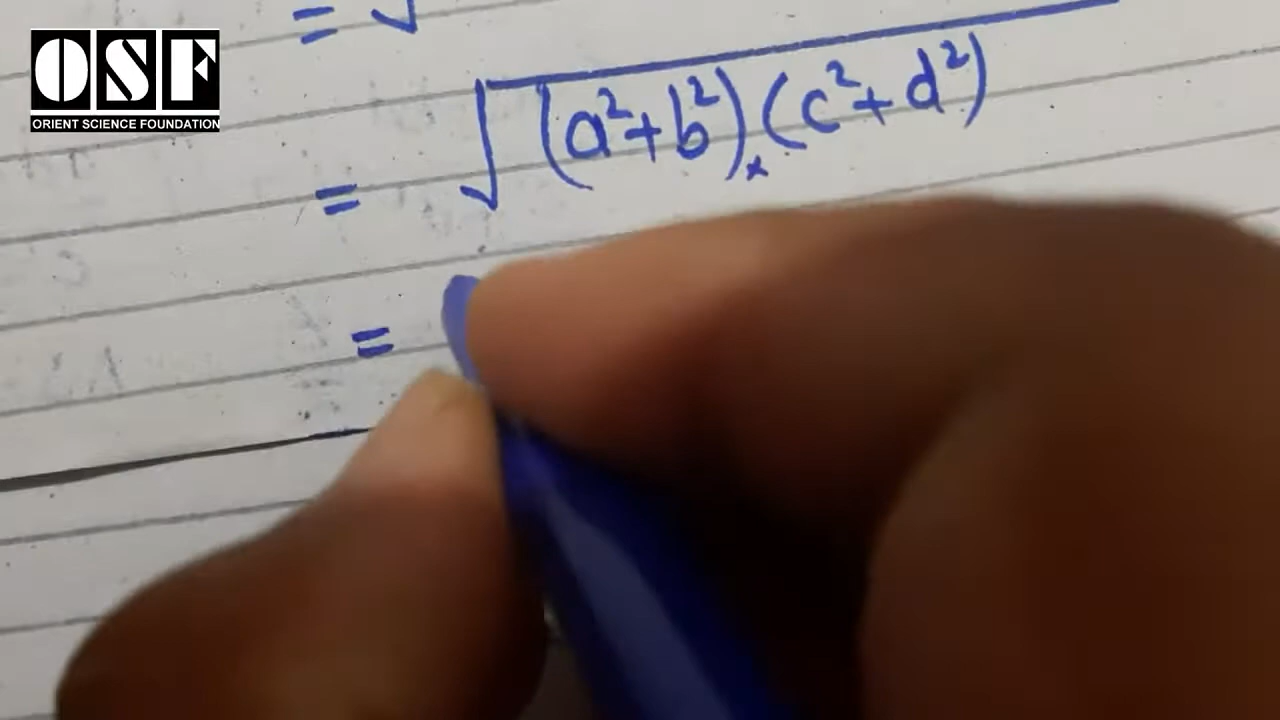 OSF
ORIENT SCIENCE FOUNDATION
= √
= √(a²+b²)×(c²+d²)
=